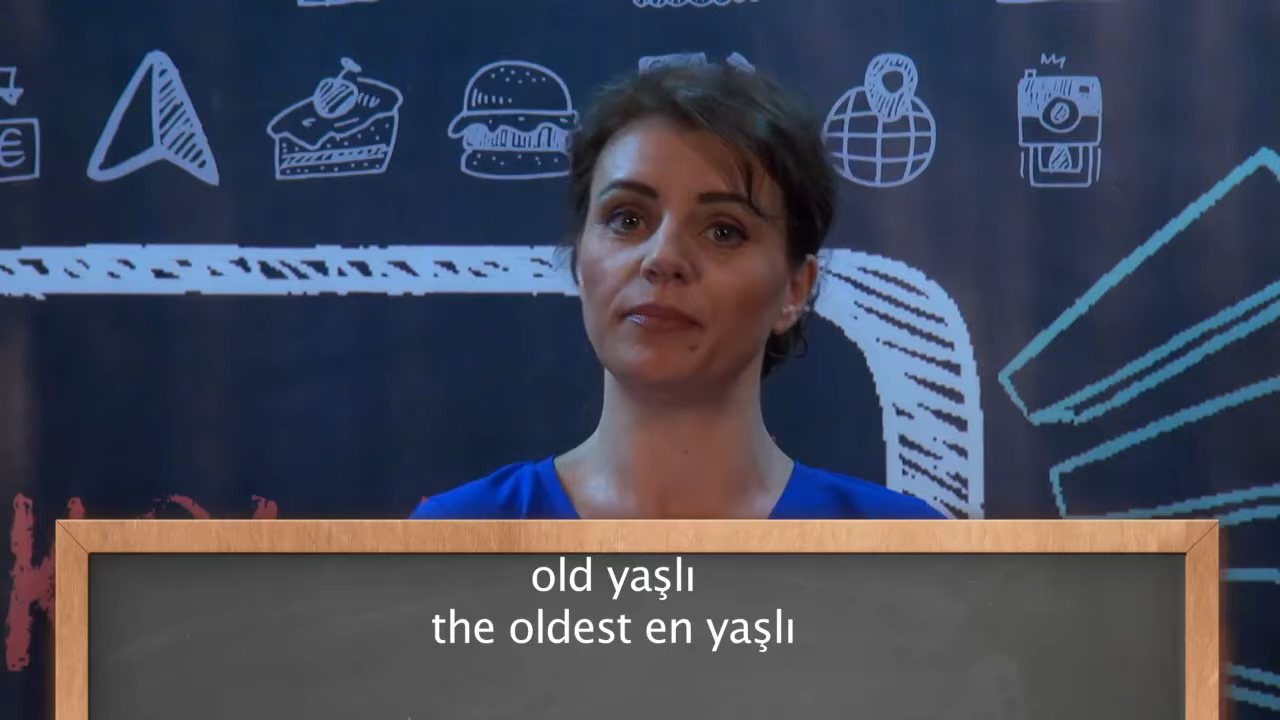 old yaşlı
the oldest en yaşlı